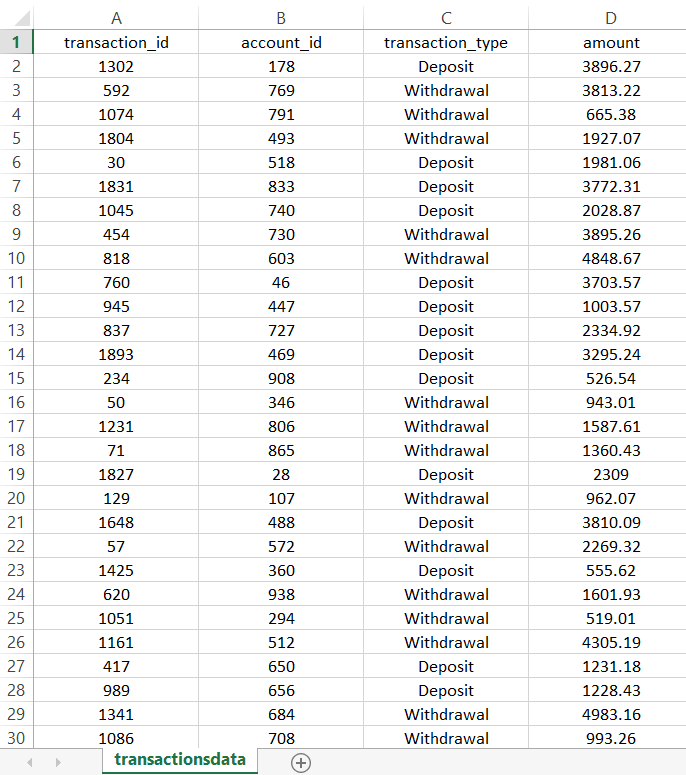 A B C D
1 transaction_id account_id transaction_type amount
2 1302 178 Deposit 3896.27
3 592 769 Withdrawal 3813.22
4 1074 791 Withdrawal 665.38
5 1804 493 Withdrawal 1927.07
6 30 518 Deposit 1981.06
7 1831 833 Deposit 3772.31
8 1045 740 Deposit 2028.87
9 454 730 Withdrawal 3895.26
10 818 603 Withdrawal 4848.67
11 760 46 Deposit 3703.57
12 945 447 Deposit 1003.57
13 837 727 Deposit 2334.92
14 1893 469 Deposit 3295.24
15 234 908 Deposit 526.54
16 50 346 Withdrawal 943.01
17 1231 806 Withdrawal 1587.61
18 71 865 Withdrawal 1360.43
19 1827 28 Deposit 2309
20 129 107 Withdrawal 962.07
21 1648 488 Deposit 3810.09
22 57 572 Withdrawal 2269.32
23 1425 360 Deposit 555.62
24 620 938 Withdrawal 1601.93
25 1051 294 Withdrawal 519.01
26 1161 512 Withdrawal 4305.19
27 417 650 Deposit 1231.18
28 989 656 Deposit 1228.43
29 1341 684 Withdrawal 4983.16
30 1086 708 Withdrawal 993.26
transactionsdata